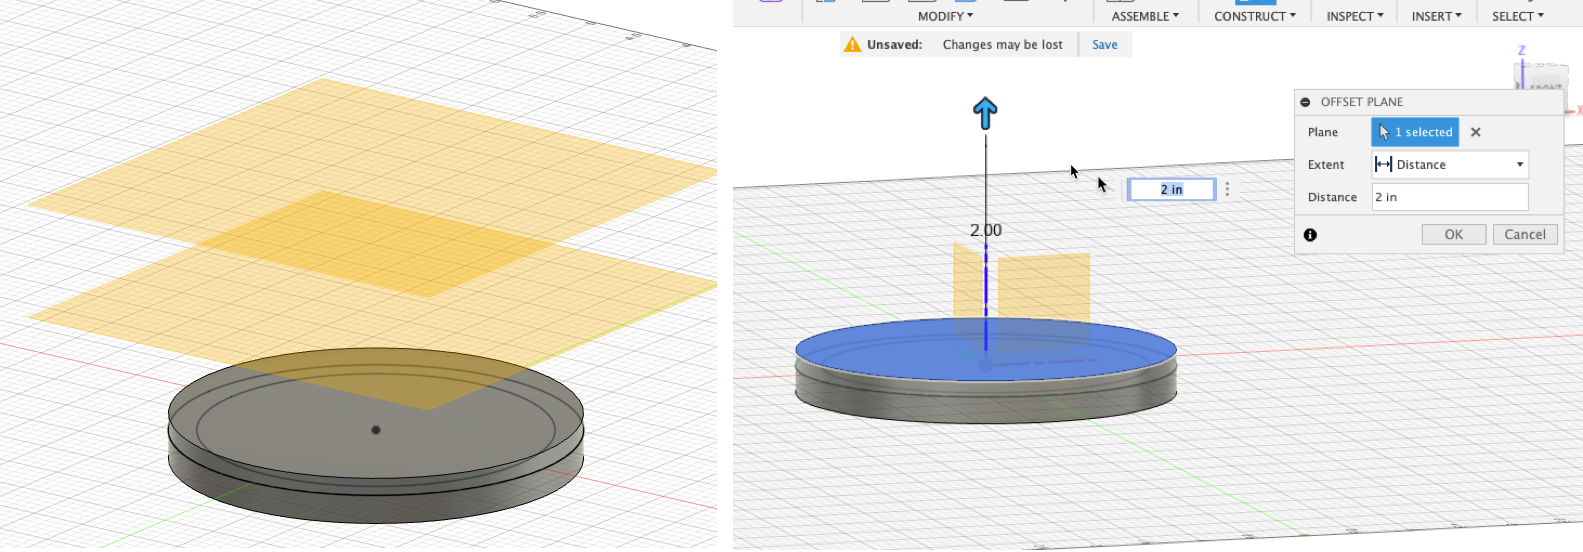 MODIFY ASSEMBLE CONSTRUCT INSPECT INSERT SELECT
Unsaved: Changes may be lost Save
Z
FRONT
X
OFFSET PLANE
Plane 1 selected
Extent Distance
Distance 2 in
OK Cancel
2 in
2.00